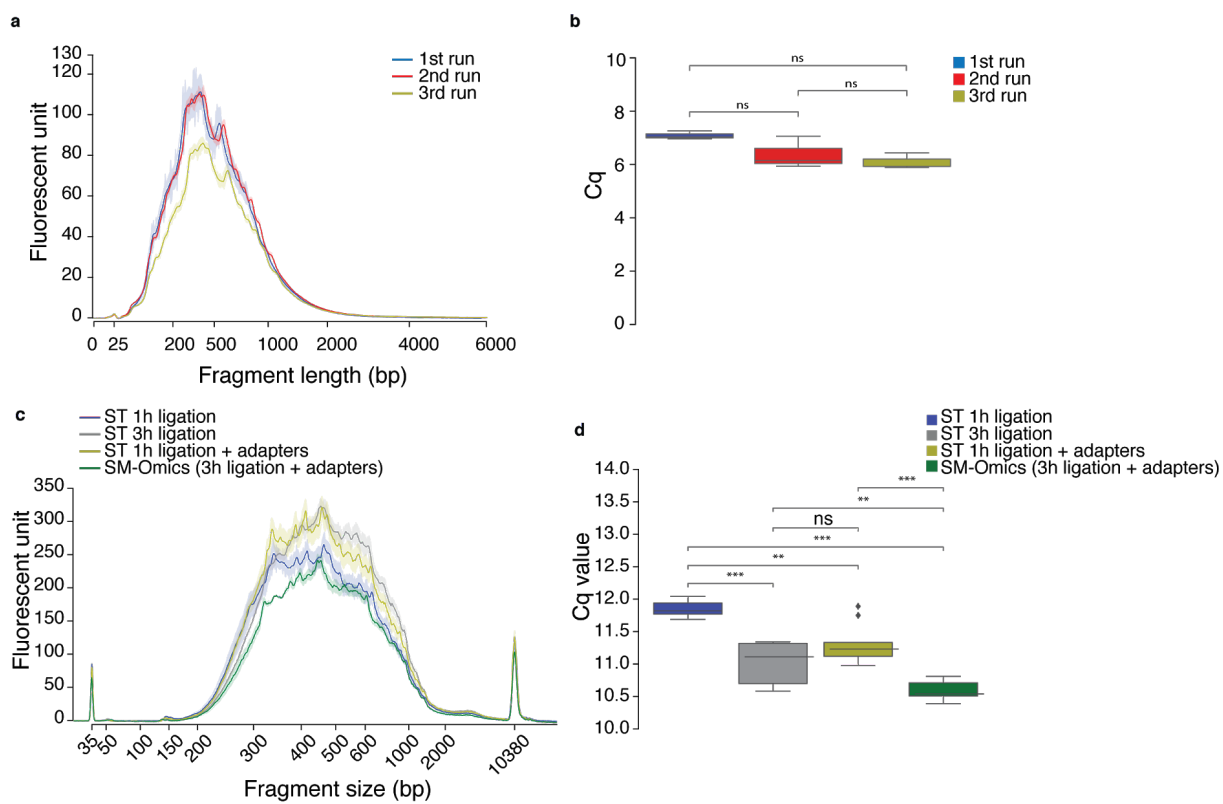 a
130
120
100
80
60
40
20
0
Fluorescent unit
1st run
2nd run
3rd run
0 25 200 500 1000 2000 4000 6000
Fragment length (bp)
b
10
8
6
4
2
0
Cq
ns
ns
ns
1st run
2nd run
3rd run
c
ST 1h ligation
ST 3h ligation
ST 1h ligation + adapters
SM-Omics (3h ligation + adapters)
350
300
250
200
150
100
50
0
Fluorescent unit
35 50 100 150 200 300 400 500 600 1000 2000 10380
Fragment size (bp)
d
ST 1h ligation
ST 3h ligation
ST 1h ligation + adapters
SM-Omics (3h ligation + adapters)
14.0
13.5
13.0
12.5
12.0
11.5
11.0
10.5
10.0
Cq value
***
**
ns
***
**
***